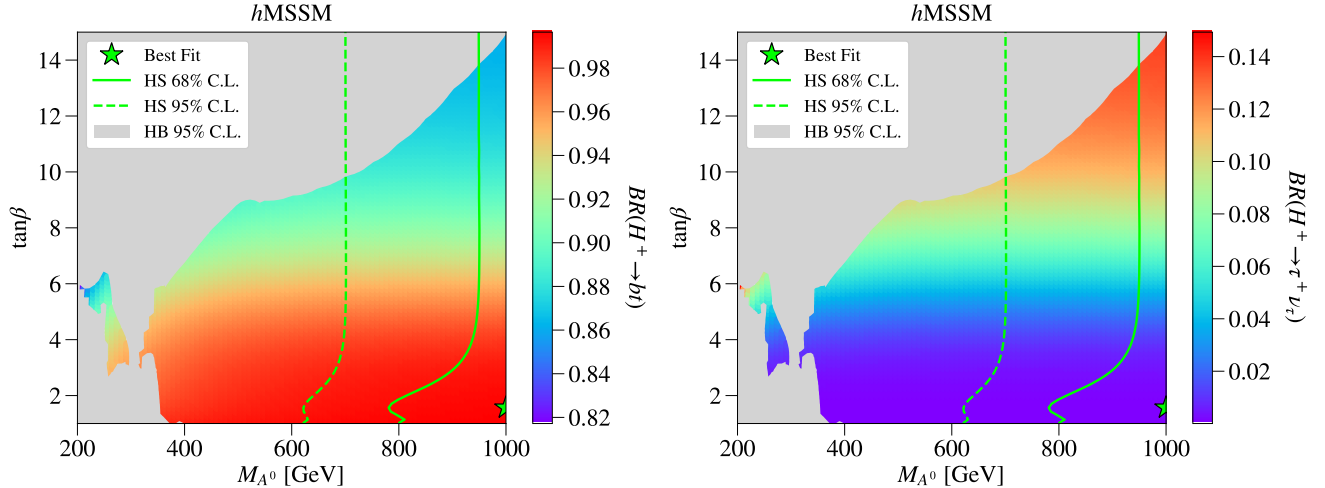 hMSSM
Best Fit
HS 68% C.L.
HS 95% C.L.
HB 95% C.L.
14
12
10
8
6
4
2
tanβ
200
400
600
800
1000
M_{A^0} [GeV]
0.98
0.96
0.94
0.92
0.90
0.88
0.86
0.84
0.82
BR(H^+ → bt)
hMSSM
Best Fit
HS 68% C.L.
HS 95% C.L.
HB 95% C.L.
14
12
10
8
6
4
2
tanβ
200
400
600
800
1000
M_{A^0} [GeV]
0.14
0.12
0.10
0.08
0.06
0.04
0.02
BR(H^+ → τ^+ν_τ)